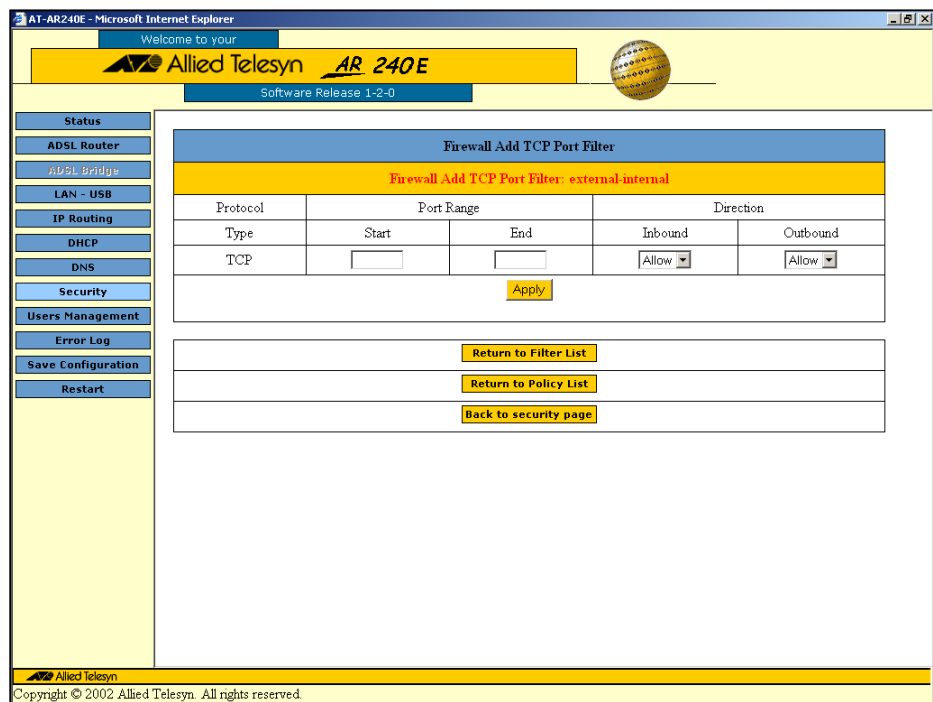 AT-AR240E - Microsoft Internet Explorer
Welcome to your
Allied Telesyn AR 240E
Software Release 1-2-0
Status
ADSL Router
ADSL Bridge
LAN - USB
IP Routing
DHCP
DNS
Security
Users Management
Error Log
Save Configuration
Restart
Firewall Add TCP Port Filter
Firewall Add TCP Port Filter: external-internal
Protocol Port Range Direction
Type Start End Inbound Outbound
TCP Allow Allow
Apply
Return to Filter List
Return to Policy List
Back to security page
Allied Telesyn
Copyright © 2002 Allied Telesyn. All rights reserved.